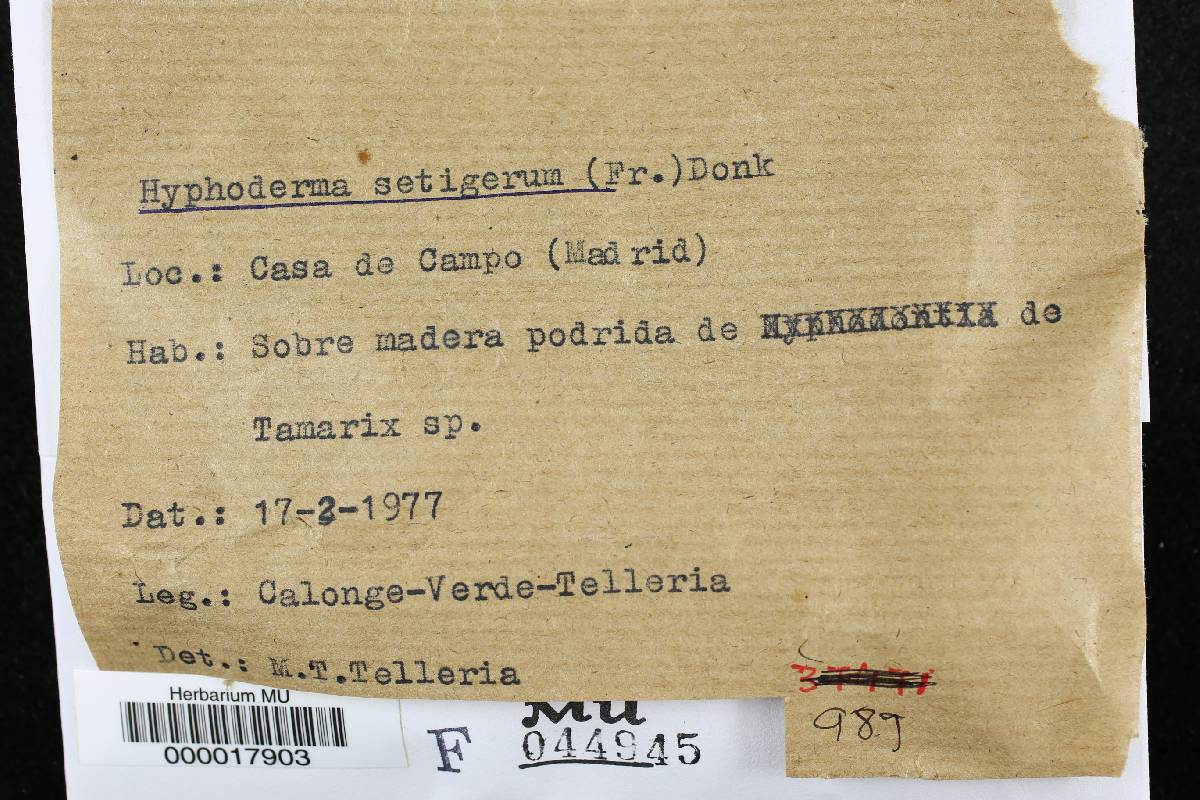 Hyphoderma setigerum (Fr.)Donk
Loc.: Casa de Campo (Madrid)
Hab.: Sobre madera podrida de de
Tamarix sp.
Dat.: 17-2-1977
Leg.: Calonge-Verde-Telleria
Det.: M.T.Telleria
Herbarium MU
000017903
F
MU
044945
989